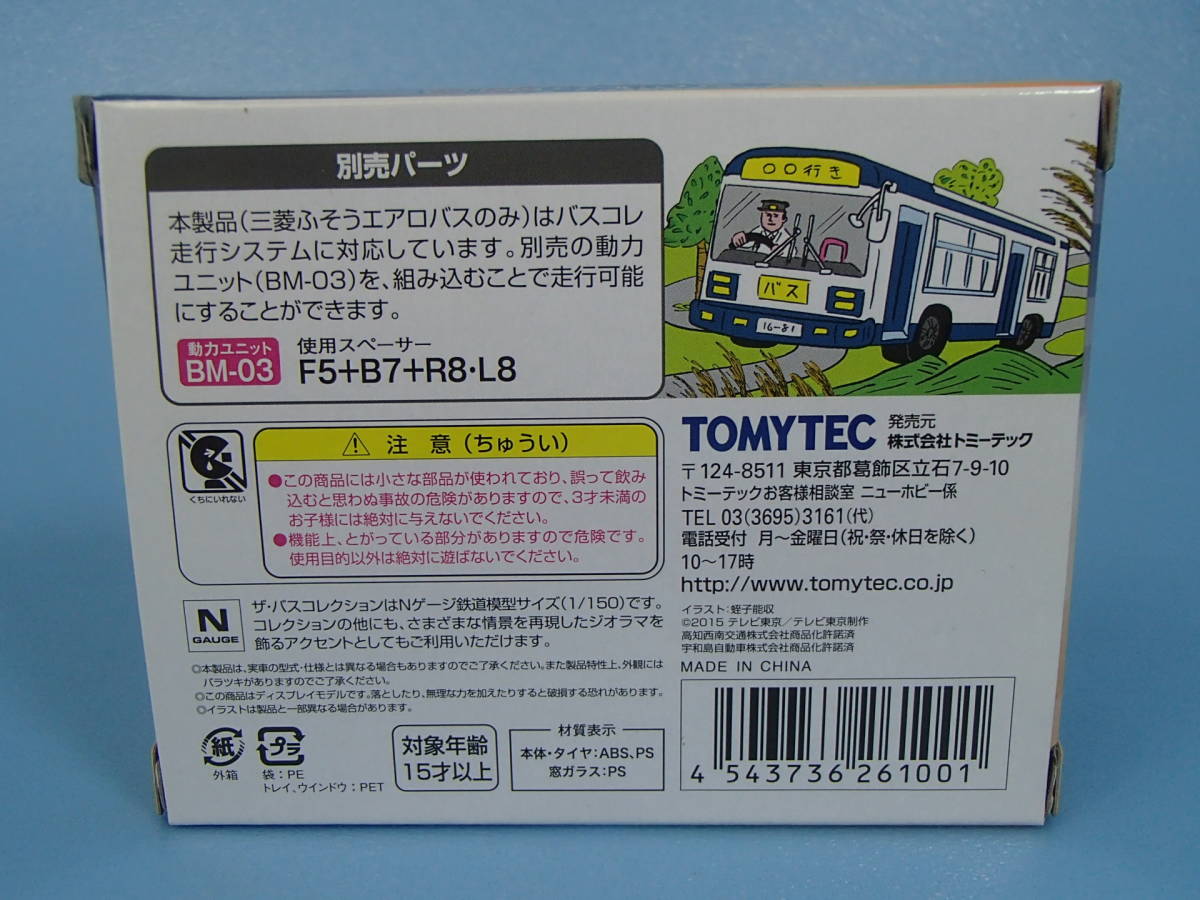 別売パーツ
本製品(三菱ふそうエアロバスのみ)はバスコレ
走行システムに対応しています。別売の動力
ユニット(BM-03)を、組み込むことで走行可能
にすることができます。
動力ユニット
BM-03
使用スペーサー
F5+B7+R8・L8
〇〇行き
バス
16-81
くちにいれない
⚠ 注 意(ちゅうい)
●この商品には小さな部品が使われており、誤って飲み
込むと思わぬ事故の危険がありますので、3才未満の
お子様には絶対に与えないでください。
●機能上、とがっている部分がありますので危険です。
使用目的以外は絶対に遊ばないでください。
N
GAUGE
ザ・バスコレクションはNゲージ鉄道模型サイズ(1/150)です。
コレクションの他にも、さまざまな情景を再現したジオラマを
飾るアクセントとしてもご利用いただけます。
◎本製品は、実車の型式・仕様とは異なる場合もありますのでご了承ください。また製品特性上、外観には
バラツキがありますのでご了承ください。
◎この商品はディスプレイモデルです。落としたり、無理な力を加えたりすると破損する恐れがあります。
◎イラストは製品と一部異なる場合があります。
紙
外箱
プラ
袋:PE
トレイ、ウインドウ:PET
対象年齢
15才以上
材質表示
本体・タイヤ:ABS、PS
窓ガラス:PS
TOMYTEC
発売元
株式会社トミーテック
〒124-8511 東京都葛飾区立石7-9-10
トミーテックお客様相談室 ニューホビー係
TEL 03(3695)3161(代)
電話受付 月～金曜日(祝・祭・休日を除く)
10～17時
http://www.tomytec.co.jp
イラスト:蛭子能収
©2015 テレビ東京/テレビ東京制作
高知西南交通株式会社商品化許諾済
宇和島自動車株式会社商品化許諾済
MADE IN CHINA
4 543736 261001